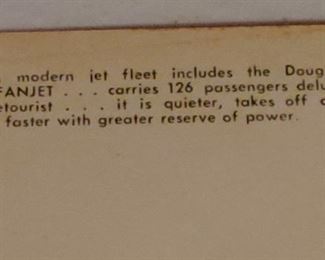 modern jet fleet includes the Doug
FANJET . . . carries 126 passengers delu
etourist . . . it is quieter, takes off
faster with greater reserve of power.